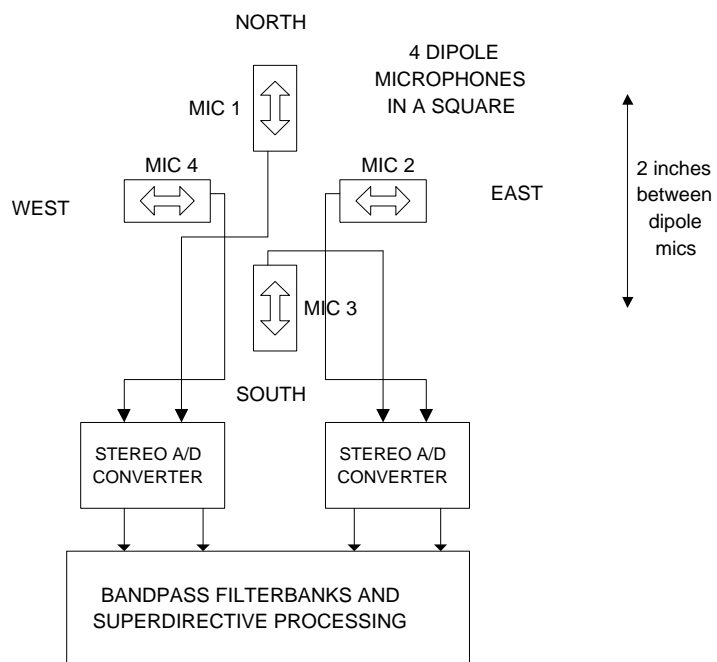 NORTH
4 DIPOLE
MICROPHONES
IN A SQUARE
MIC 1
MIC 4
MIC 2
WEST
EAST
2 inches
between
dipole
mics
MIC 3
SOUTH
STEREO A/D
CONVERTER
STEREO A/D
CONVERTER
BANDPASS FILTERBANKS AND
SUPERDIRECTIVE PROCESSING